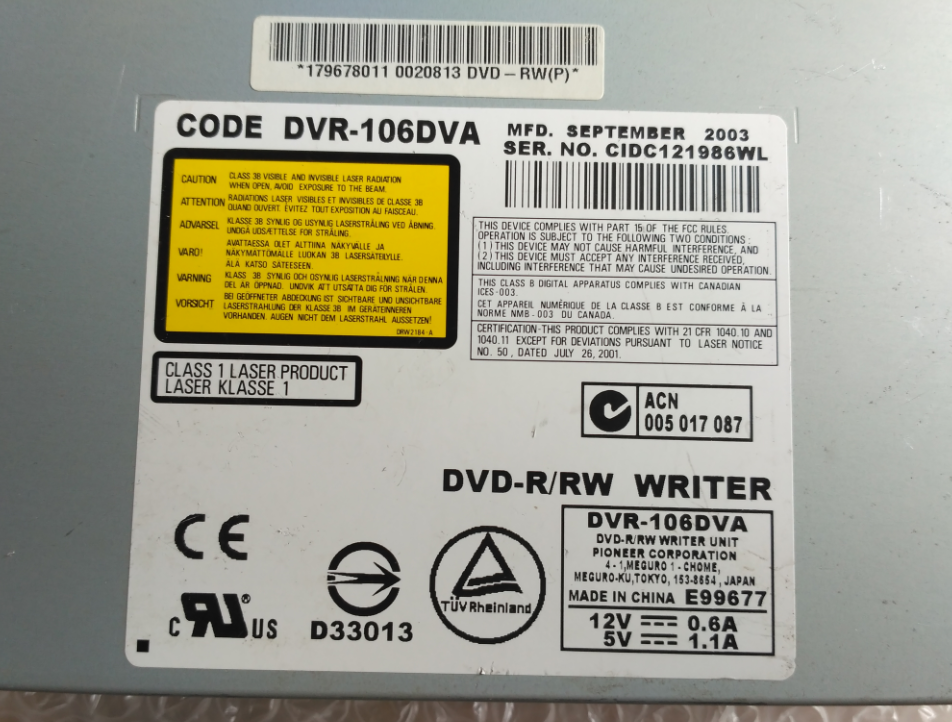 *179678011 0020813 DVD-RW(P)*
CODE DVR-106DVA
MFD. SEPTEMBER 2003
SER. NO. CIDC121986WL
CAUTION CLASS 3B VISIBLE AND INVISIBLE LASER RADIATION
WHEN OPEN, AVOID EXPOSURE TO THE BEAM.
ATTENTION RADIATIONS LASER VISIBLES ET INVISIBLES DE CLASSE 3B
QUAND OUVERT. ÉVITEZ TOUT EXPOSITION AU FAISCEAU.
ADVARSEL KLASSE 3B SYNLIG OG USYNLIG LASERSTRÅLING VED ÅBNING.
UNDGÅ UDSÆTTELSE FOR STRÅLING.
VARO! AVATTAESSA OLET ALTTIINA NÄKYVÄLLE JA
NÄKYMÄTTÖMÄLLE LUOKAN 3B LASERSÄTEILYLLE.
ÄLÄ KATSO SÄTEESEEN.
VARNING KLASS 3B SYNLIG OCH OSYNLIG LASERSTRÅLNING NÄR DENNA
DEL ÄR ÖPPNAD. UNDVIK ATT UTSÄTTA DIG FÖR STRÅLEN.
VORSICHT BEI GEÖFFNETER ABDECKUNG IST SICHTBARE UND UNSICHTBARE
LASERSTRAHLUNG DER KLASSE 3B IM GERÄTEINNEREN
VORHANDEN. AUGEN NICHT DEM LASERSTRAHL AUSSETZEN!
DRW2184-A
THIS DEVICE COMPLIES WITH PART 15 OF THE FCC RULES.
OPERATION IS SUBJECT TO THE FOLLOWING TWO CONDITIONS:
(1) THIS DEVICE MAY NOT CAUSE HARMFUL INTERFERENCE, AND
(2) THIS DEVICE MUST ACCEPT ANY INTERFERENCE RECEIVED,
INCLUDING INTERFERENCE THAT MAY CAUSE UNDESIRED OPERATION.
THIS CLASS B DIGITAL APPARATUS COMPLIES WITH CANADIAN
ICES-003.
CET APPAREIL NUMÉRIQUE DE LA CLASSE B EST CONFORME À LA
NORME NMB-003 DU CANADA.
CERTIFICATION-THIS PRODUCT COMPLIES WITH 21 CFR 1040.10 AND
1040.11 EXCEPT FOR DEVIATIONS PURSUANT TO LASER NOTICE
NO. 50, DATED JULY 26, 2001.
CLASS 1 LASER PRODUCT
LASER KLASSE 1
ACN
005 017 087
DVD-R/RW WRITER
CE
c RU ® US
D33013
TÜV Rheinland
DVR-106DVA
DVD-R/RW WRITER UNIT
PIONEER CORPORATION
4-1, MEGURO 1-CHOME,
MEGURO-KU, TOKYO, 153-8654, JAPAN
MADE IN CHINA E99677
12V 0.6A
5V 1.1A